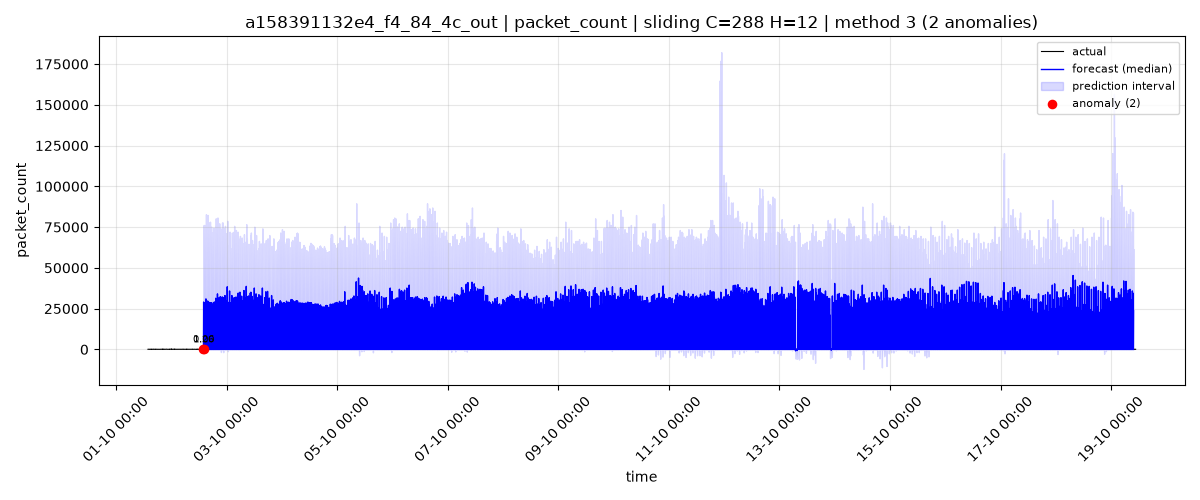 a158391132e4_f4_84_4c_out | packet_count | sliding C=288 H=12 | method 3 (2 anomalies)
actual
forecast (median)
prediction interval
anomaly (2)
packet_count
175000
150000
125000
100000
75000
50000
25000
0
01-10 00:00
03-10 00:00
05-10 00:00
07-10 00:00
09-10 00:00
11-10 00:00
13-10 00:00
15-10 00:00
17-10 00:00
19-10 00:00
time